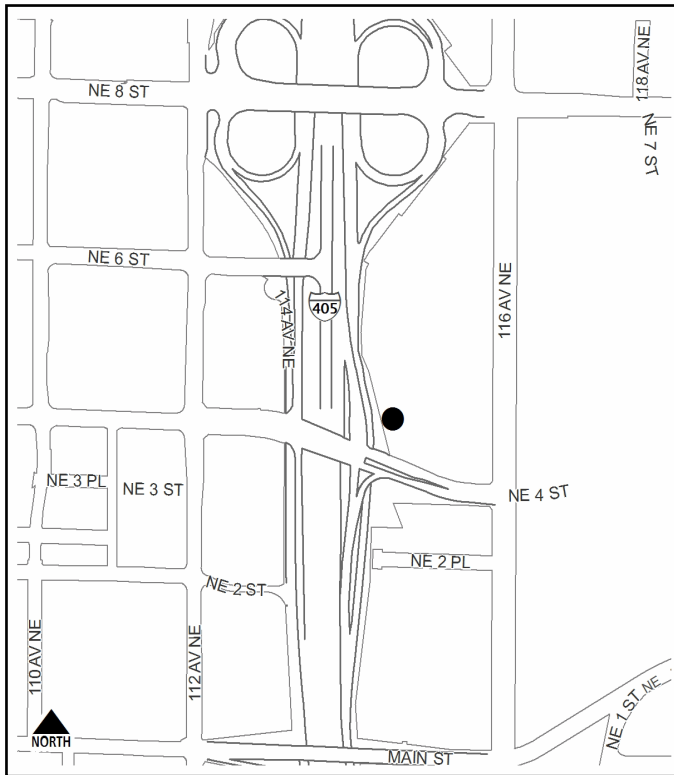 118 AV NE
NE 8 ST
NE 7 ST
NE 6 ST
116 AV NE
114 AV NE
405
NE 3 PL
NE 3 ST
NE 4 ST
NE 2 PL
NE 2 ST
110 AV NE
112 AV NE
NE 1 ST NE
NORTH
MAIN ST